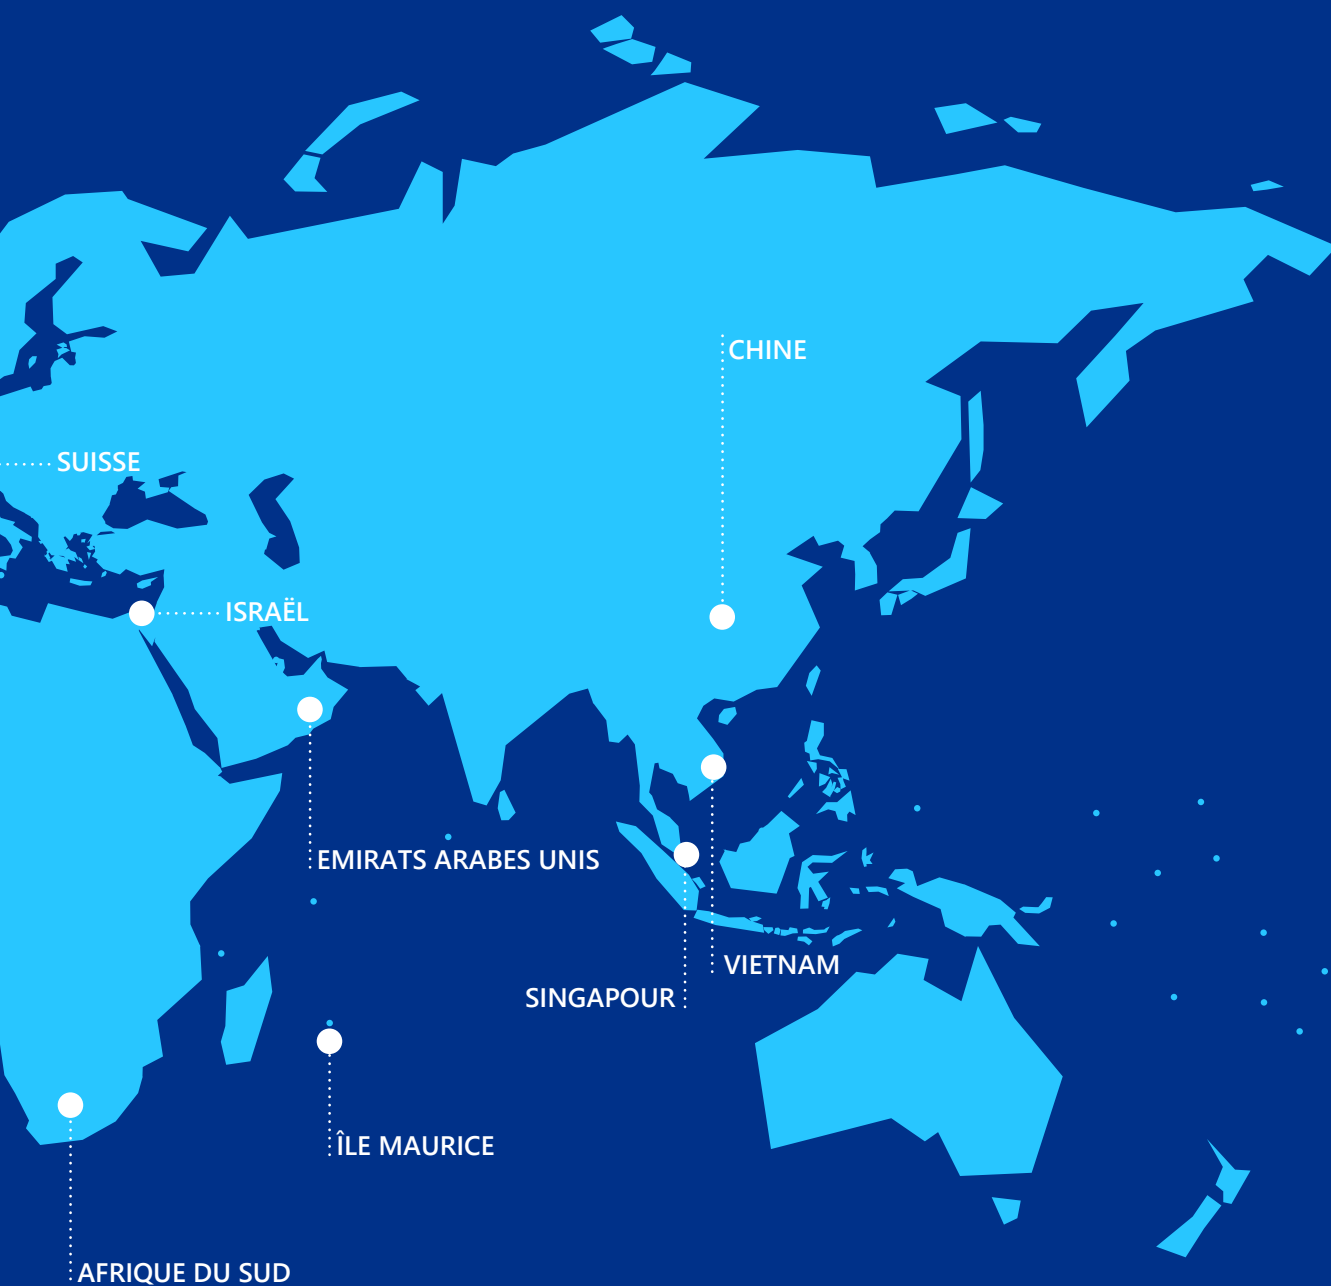 CHINE
SUISSE
ISRAËL
EMIRATS ARABES UNIS
VIETNAM
SINGAPOUR
ÎLE MAURICE
AFRIQUE DU SUD